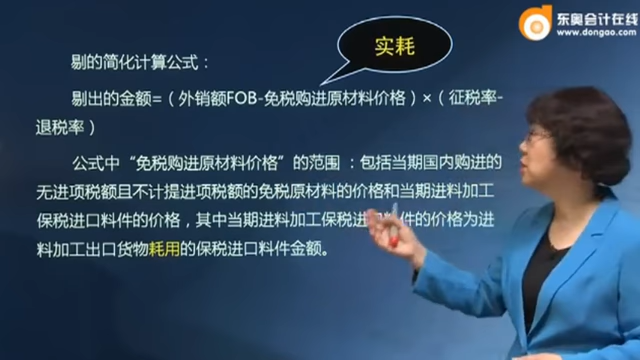 东奥会计在线
www.dongao.com
实耗
剔的简化计算公式：
剔出的金额=（外销额FOB-免税购进原材料价格）×（征税率-
退税率）
公式中“免税购进原材料价格”的范围：包括当期国内购进的
无进项税额且不计提进项税额的免税原材料的价格和当期进料加工
保税进口料件的价格，其中当期进料加工保税进口料件的价格为进
料加工出口货物耗用的保税进口料件金额。